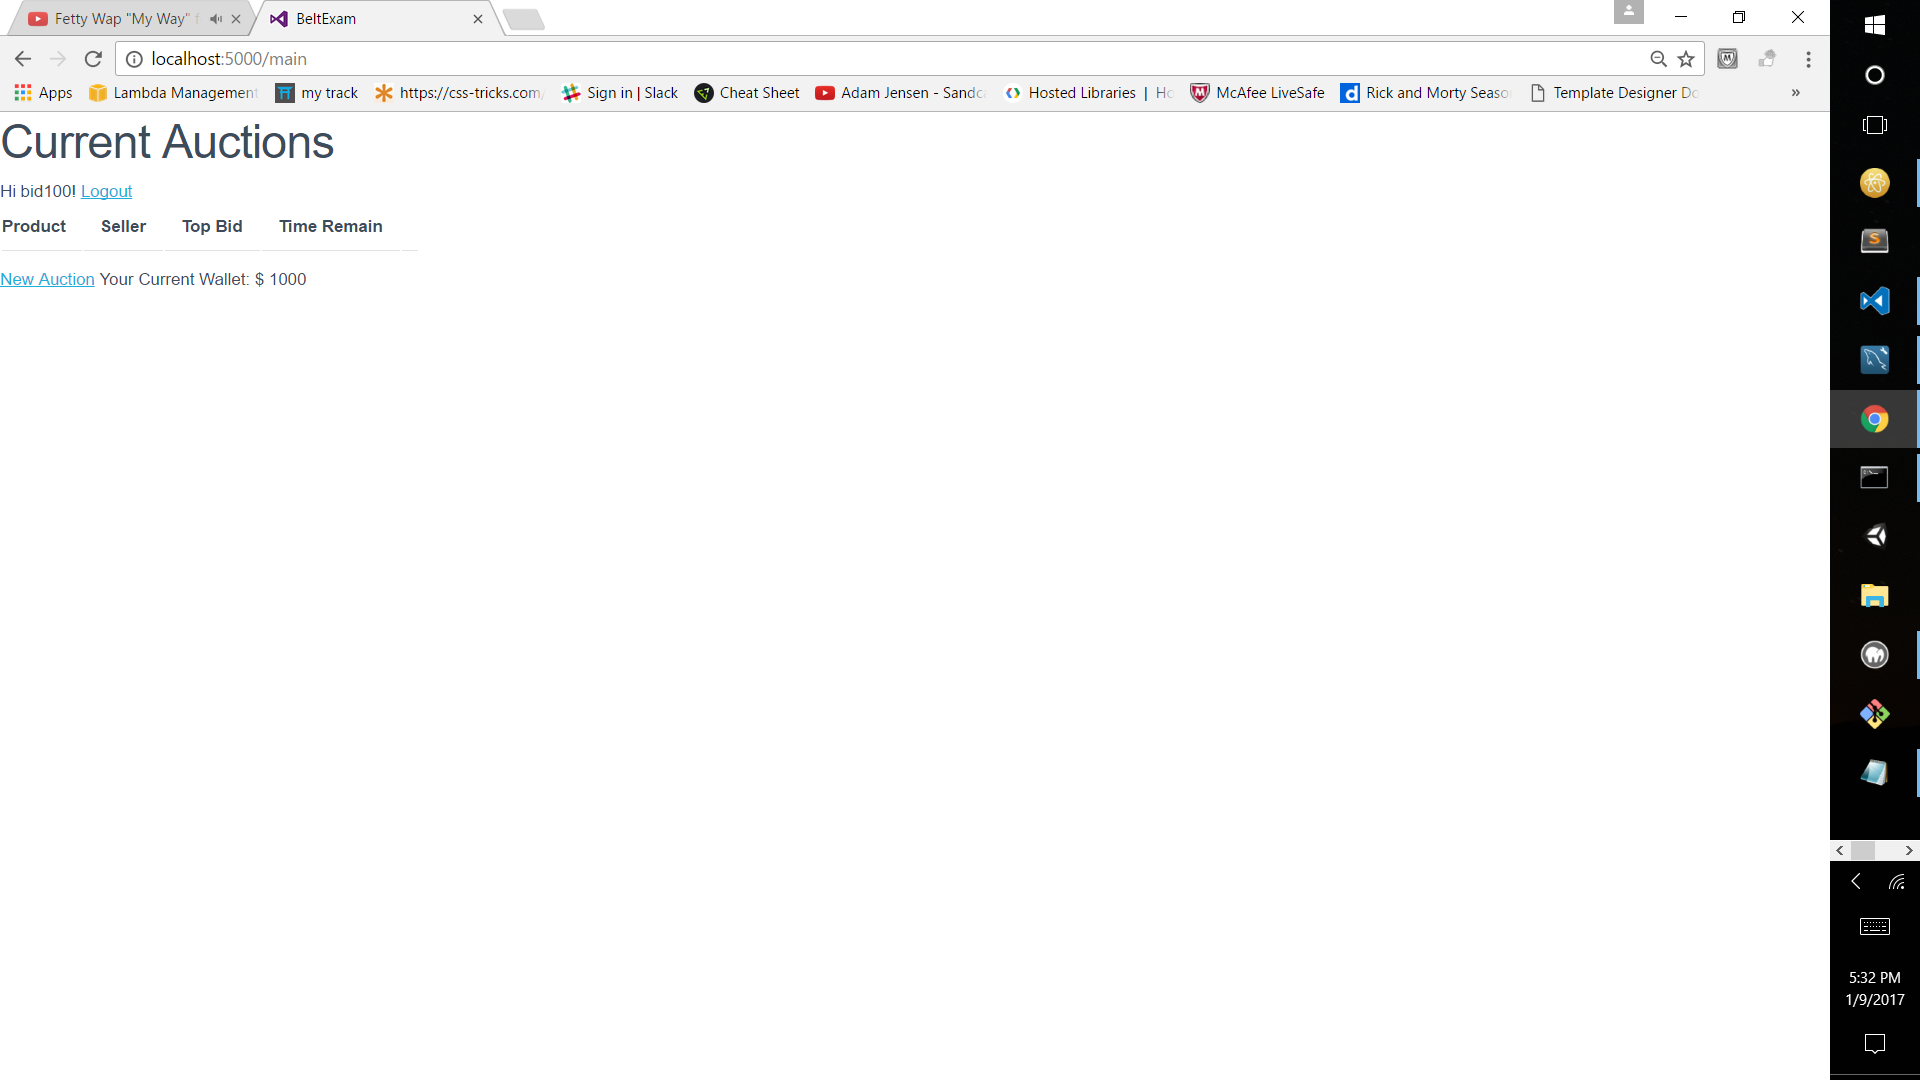 Fetty Wap "My Way" f
BeltExam
localhost:5000/main
Apps
Lambda Management
my track
https://css-tricks.com/
Sign in | Slack
Cheat Sheet
Adam Jensen - Sandca
Hosted Libraries | Ho
McAfee LiveSafe
Rick and Morty Seaso
Template Designer Do
»
Current Auctions
Hi bid100! Logout
Product Seller Top Bid Time Remain
New Auction Your Current Wallet: $ 1000
5:32 PM
1/9/2017